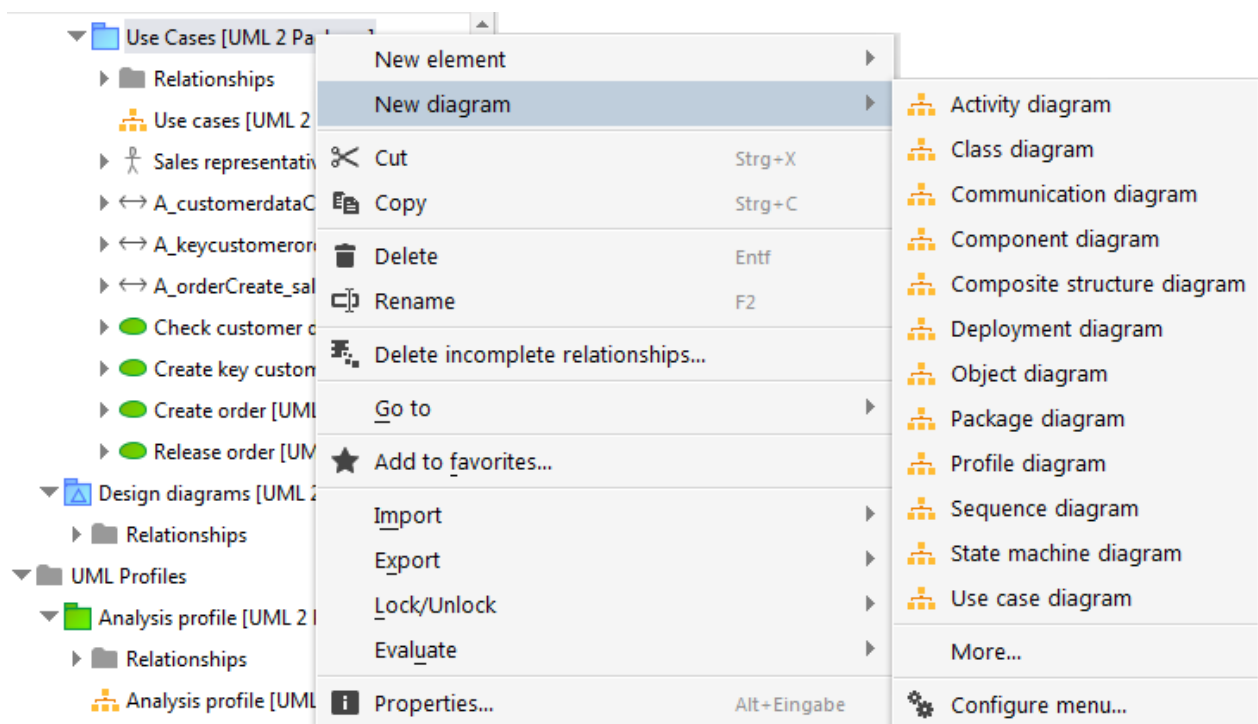 Use Cases [UML 2 Pa
Relationships
Use cases [UML 2
Sales representativ
A_customerdataC
A_keycustomeror
A_orderCreate_sal
Check customer
Create key custom
Create order [UML
Release order [UM
Design diagrams [UML 2
Relationships
UML Profiles
Analysis profile [UML 2
Relationships
Analysis profile [UML
New element
New diagram
Cut Strg+X
Copy Strg+C
Delete Entf
Rename F2
Delete incomplete relationships...
Go to
Add to favorites...
Import
Export
Lock/Unlock
Evaluate
Properties... Alt+Eingabe
Activity diagram
Class diagram
Communication diagram
Component diagram
Composite structure diagram
Deployment diagram
Object diagram
Package diagram
Profile diagram
Sequence diagram
State machine diagram
Use case diagram
More...
Configure menu...